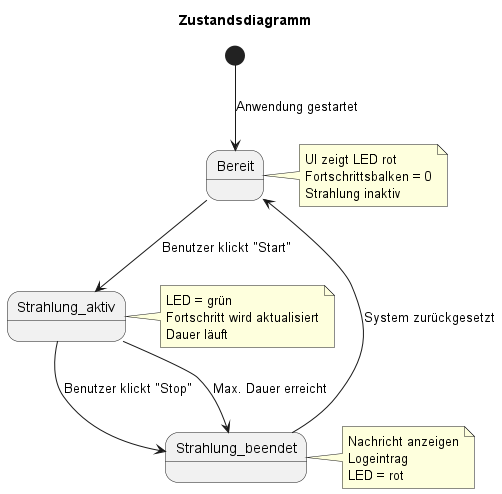 Zustandsdiagramm
Anwendung gestartet
Bereit
UI zeigt LED rot
Fortschrittsbalken = 0
Strahlung inaktiv
Benutzer klickt "Start"
Strahlung_aktiv
LED = grün
Fortschritt wird aktualisiert
Dauer läuft
System zurückgesetzt
Benutzer klickt "Stop"
Max. Dauer erreicht
Strahlung_beendet
Nachricht anzeigen
Logeintrag
LED = rot